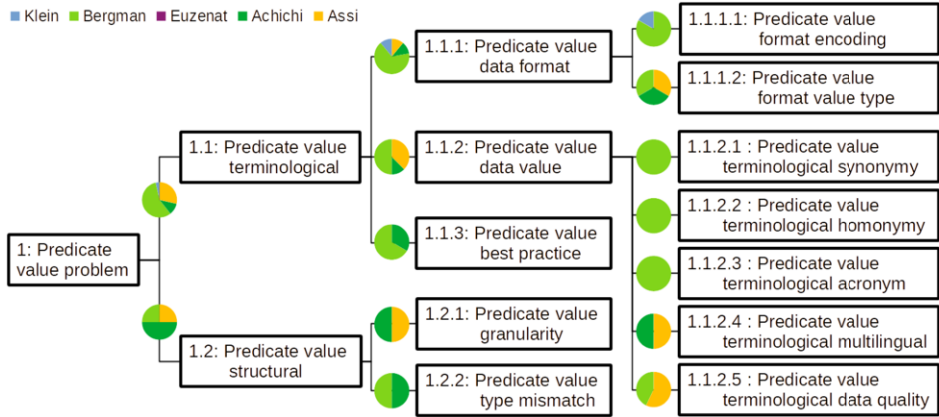 Klein Bergman Euzenat Achichi Assi
1: Predicate
value problem
1.1: Predicate value
terminological
1.1.1: Predicate value
data format
1.1.1.1: Predicate value
format encoding
1.1.1.2: Predicate value
format value type
1.1.2: Predicate value
data value
1.1.2.1 : Predicate value
terminological synonymy
1.1.2.2 : Predicate value
terminological homonymy
1.1.2.3 : Predicate value
terminological acronym
1.1.2.4 : Predicate value
terminological multilingual
1.1.2.5 : Predicate value
terminological data quality
1.1.3: Predicate value
best practice
1.2: Predicate value
structural
1.2.1: Predicate value
granularity
1.2.2: Predicate value
type mismatch